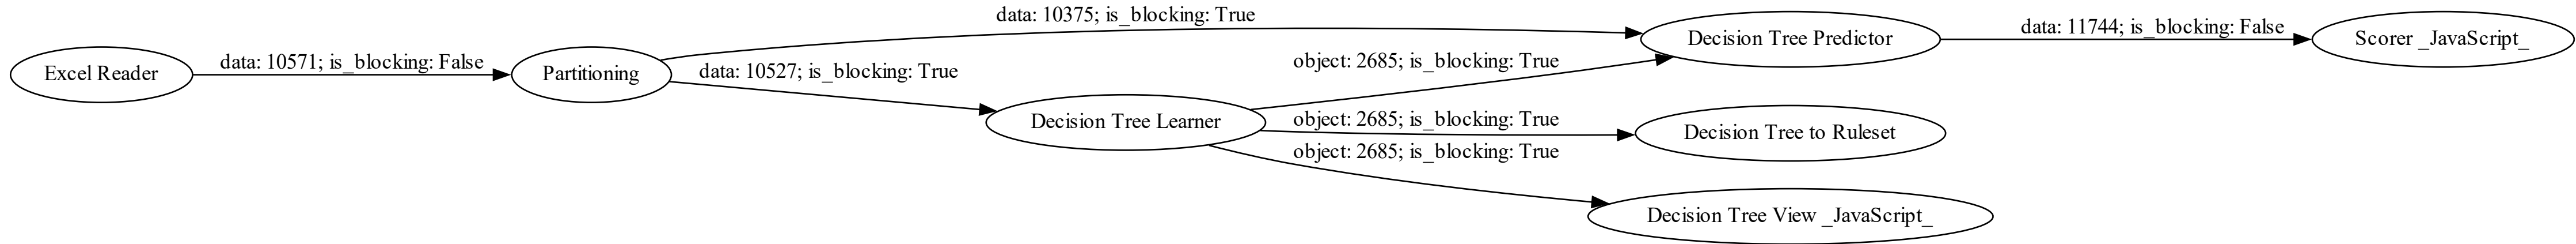 Excel Reader
data: 10571; is_blocking: False
Partitioning
data: 10375; is_blocking: True
data: 10527; is_blocking: True
Decision Tree Learner
object: 2685; is_blocking: True
object: 2685; is_blocking: True
object: 2685; is_blocking: True
Decision Tree Predictor
Decision Tree to Ruleset
Decision Tree View _JavaScript_
data: 11744; is_blocking: False
Scorer _JavaScript_